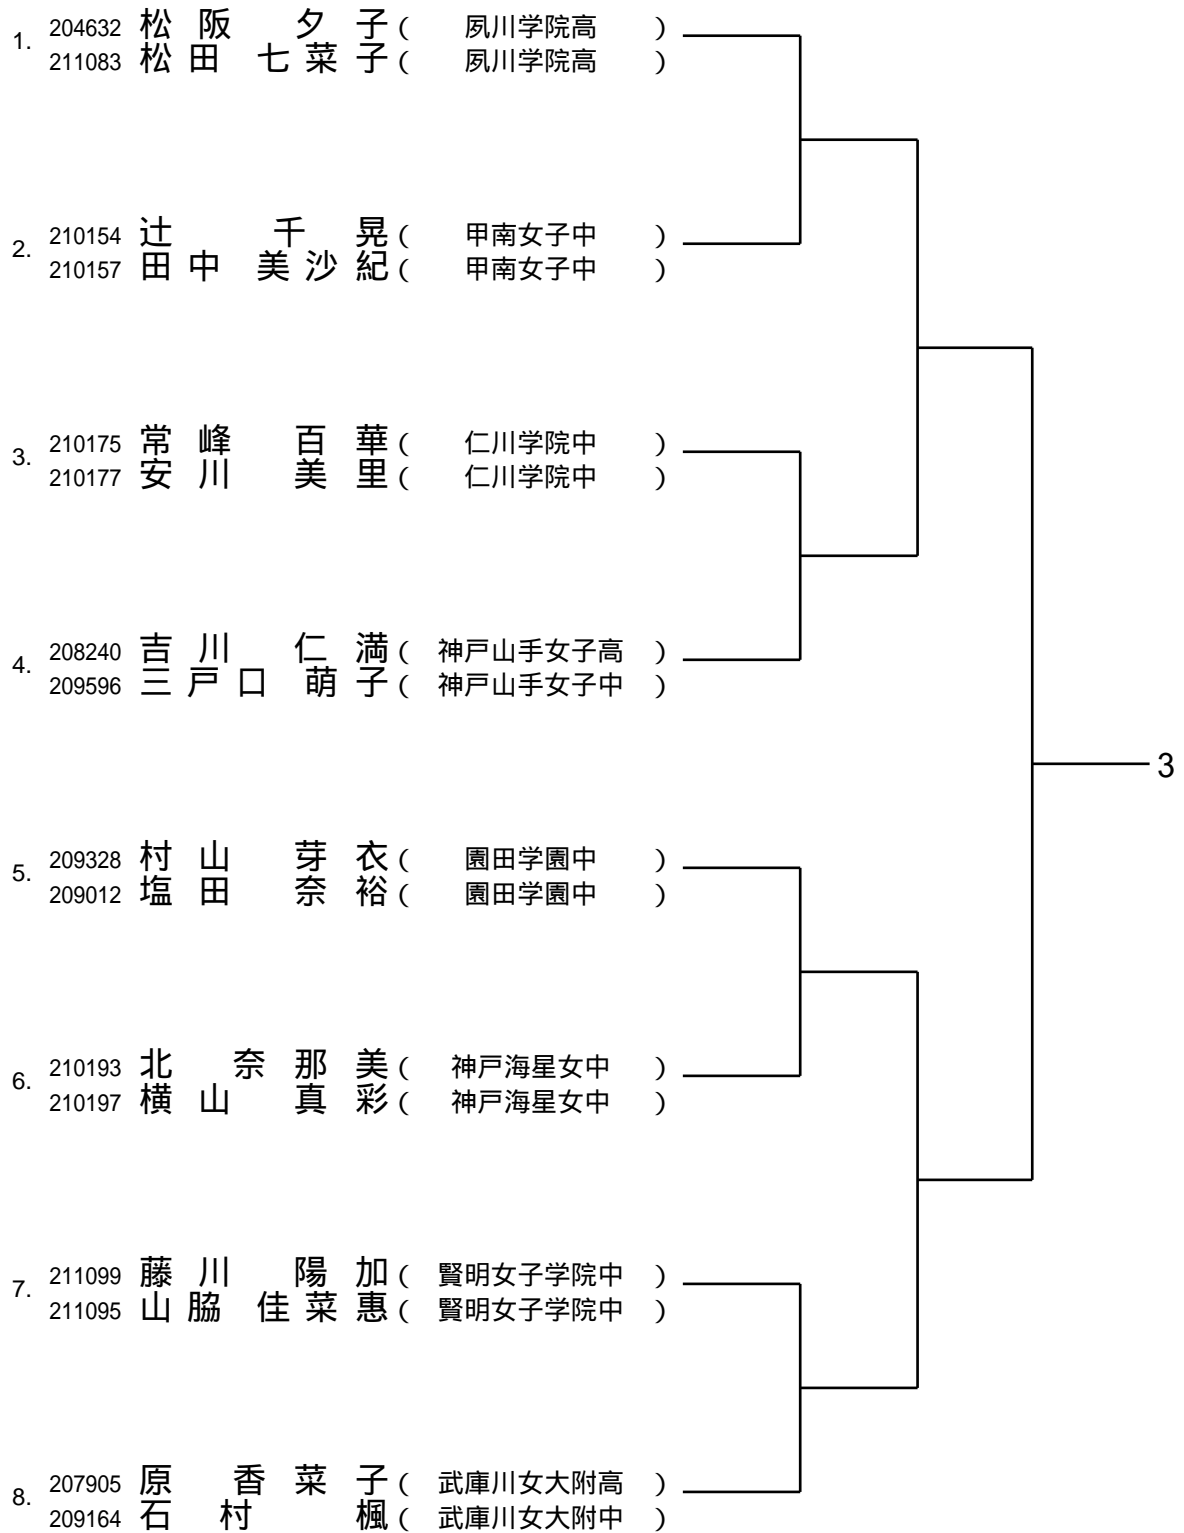 1. 204632 松阪 夕子 ( 夙川学院高 )
211083 松田 七菜子 ( 夙川学院高 )
2. 210154 辻 千晃 ( 甲南女子中 )
210157 田中 美沙紀 ( 甲南女子中 )
3. 210175 常峰 百華 ( 仁川学院中 )
210177 安川 美里 ( 仁川学院中 )
4. 208240 吉川 仁満 ( 神戸山手女子高 )
209596 三戸口 萌子 ( 神戸山手女子中 )
3
5. 209328 村山 芽衣 ( 園田学園中 )
209012 塩田 奈裕 ( 園田学園中 )
6. 210193 北 奈那美 ( 神戸海星女中 )
210197 横山 真彩 ( 神戸海星女中 )
7. 211099 藤川 陽加 ( 賢明女子学院中 )
211095 山脇 佳菜惠 ( 賢明女子学院中 )
8. 207905 原 香菜子 ( 武庫川女大附高 )
209164 石村 楓 ( 武庫川女大附中 )